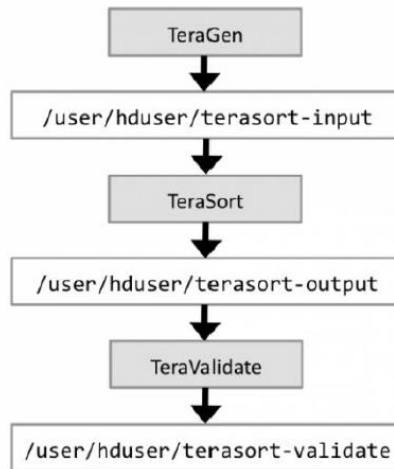 TeraGen
/user/hduser/terasort-input
TeraSort
/user/hduser/terasort-output
TeraValidate
/user/hduser/terasort-validate